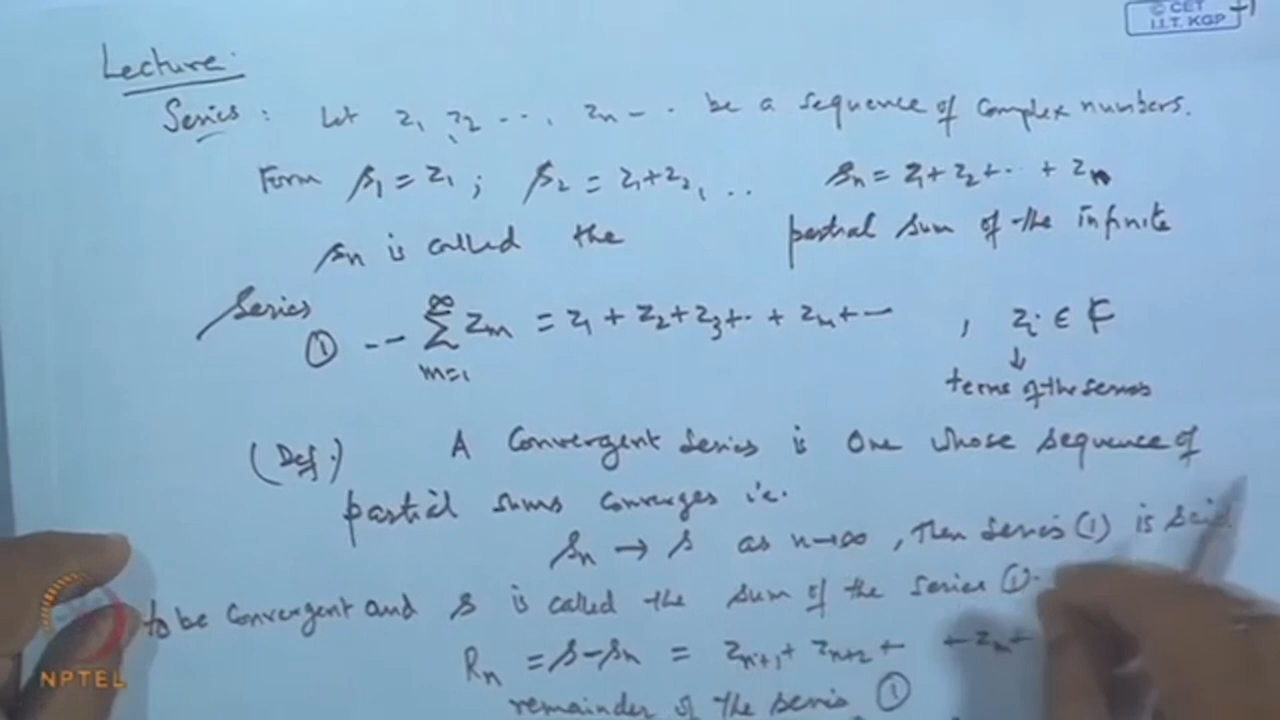 © CET
I.I.T. KGP
Lecture.
Series : Let z₁, z₂ ..., zₙ - . . be a sequence of Complex numbers.
Form s₁ = z₁ ; s₂ = z₁+z₂, .. sₙ = z₁+z₂+ ·· + zₙ
sₙ is called the partial sum of the infinite
Series
① -- ∑_{m=1}^{∞} zₘ = z₁ + z₂+z₃+·· + zₙ+ — , zᵢ ∈ ℂ
↓
terms of the series
(Def.) A Convergent Series is One whose sequence of
partial sums converges i.e.
sₙ → s as n→∞ , then series (1) is said
to be Convergent and s is called the sum of the series ①.
Rₙ = s-sₙ = zₙ₊₁+ zₙ₊₂+
remainder of the series ①
NPTEL